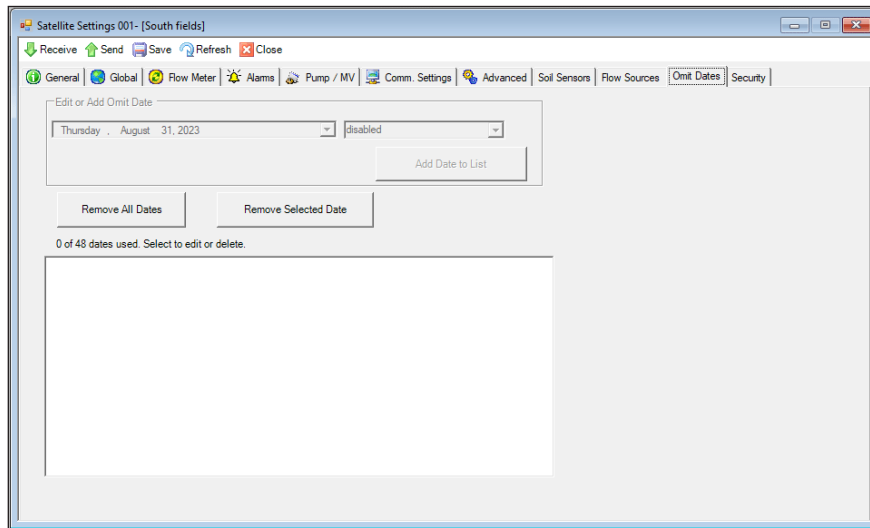 Satellite Settings 001- [South fields]
Receive Send Save Refresh Close
General Global Flow Meter Alarms Pump / MV Comm. Settings Advanced Soil Sensors Flow Sources Omit Dates Security
Edit or Add Omit Date
Thursday , August 31, 2023 disabled
Add Date to List
Remove All Dates Remove Selected Date
0 of 48 dates used. Select to edit or delete.